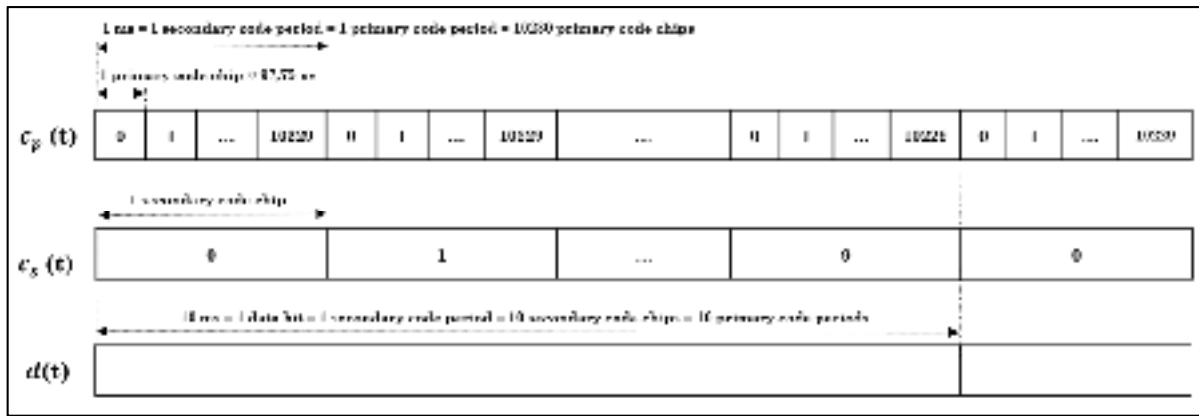 1 ms = 1 secondary code period = 1 primary code period = 10230 primary code chips
1 primary code chip = 97.75 ns
c_p (t) 0 1 ... 10229 0 1 ... 10229 .... 0 1 ... 0 1 ...
1 secondary code chip
c_s (t) 0 1 ... 0 0
10 ms = 1 data bit = 1 secondary code period = 10 secondary code chips = 10 primary code periods
d(t)